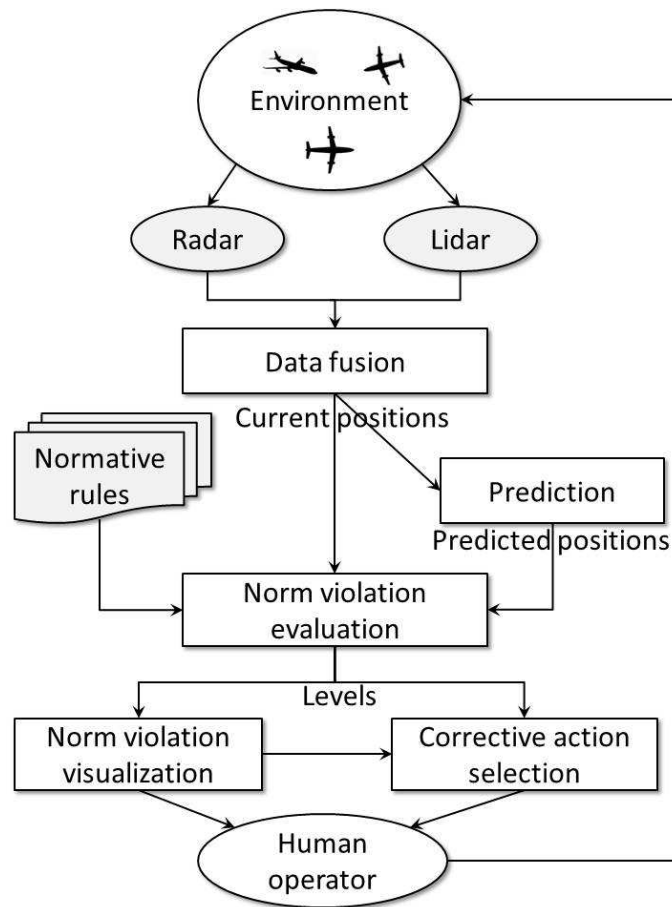 Environment
Radar
Lidar
Data fusion
Current positions
Normative
rules
Prediction
Predicted positions
Norm violation
evaluation
Levels
Norm violation
visualization
Corrective action
selection
Human
operator